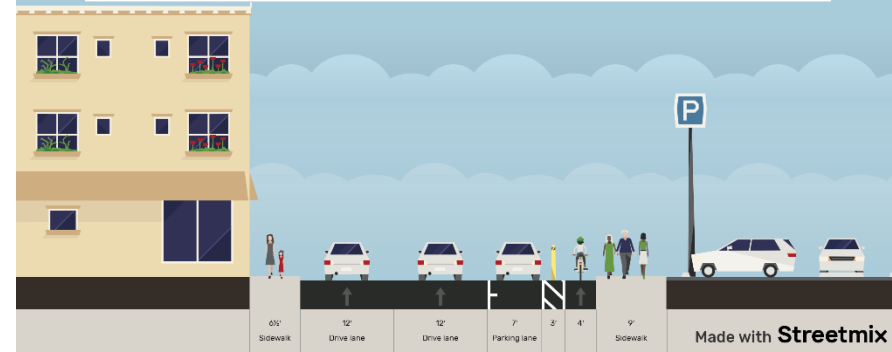 P
6½' 12' 12' 7' 3' 4' 9'
Sidewalk Drive lane Drive lane Parking lane Sidewalk
Made with Streetmix